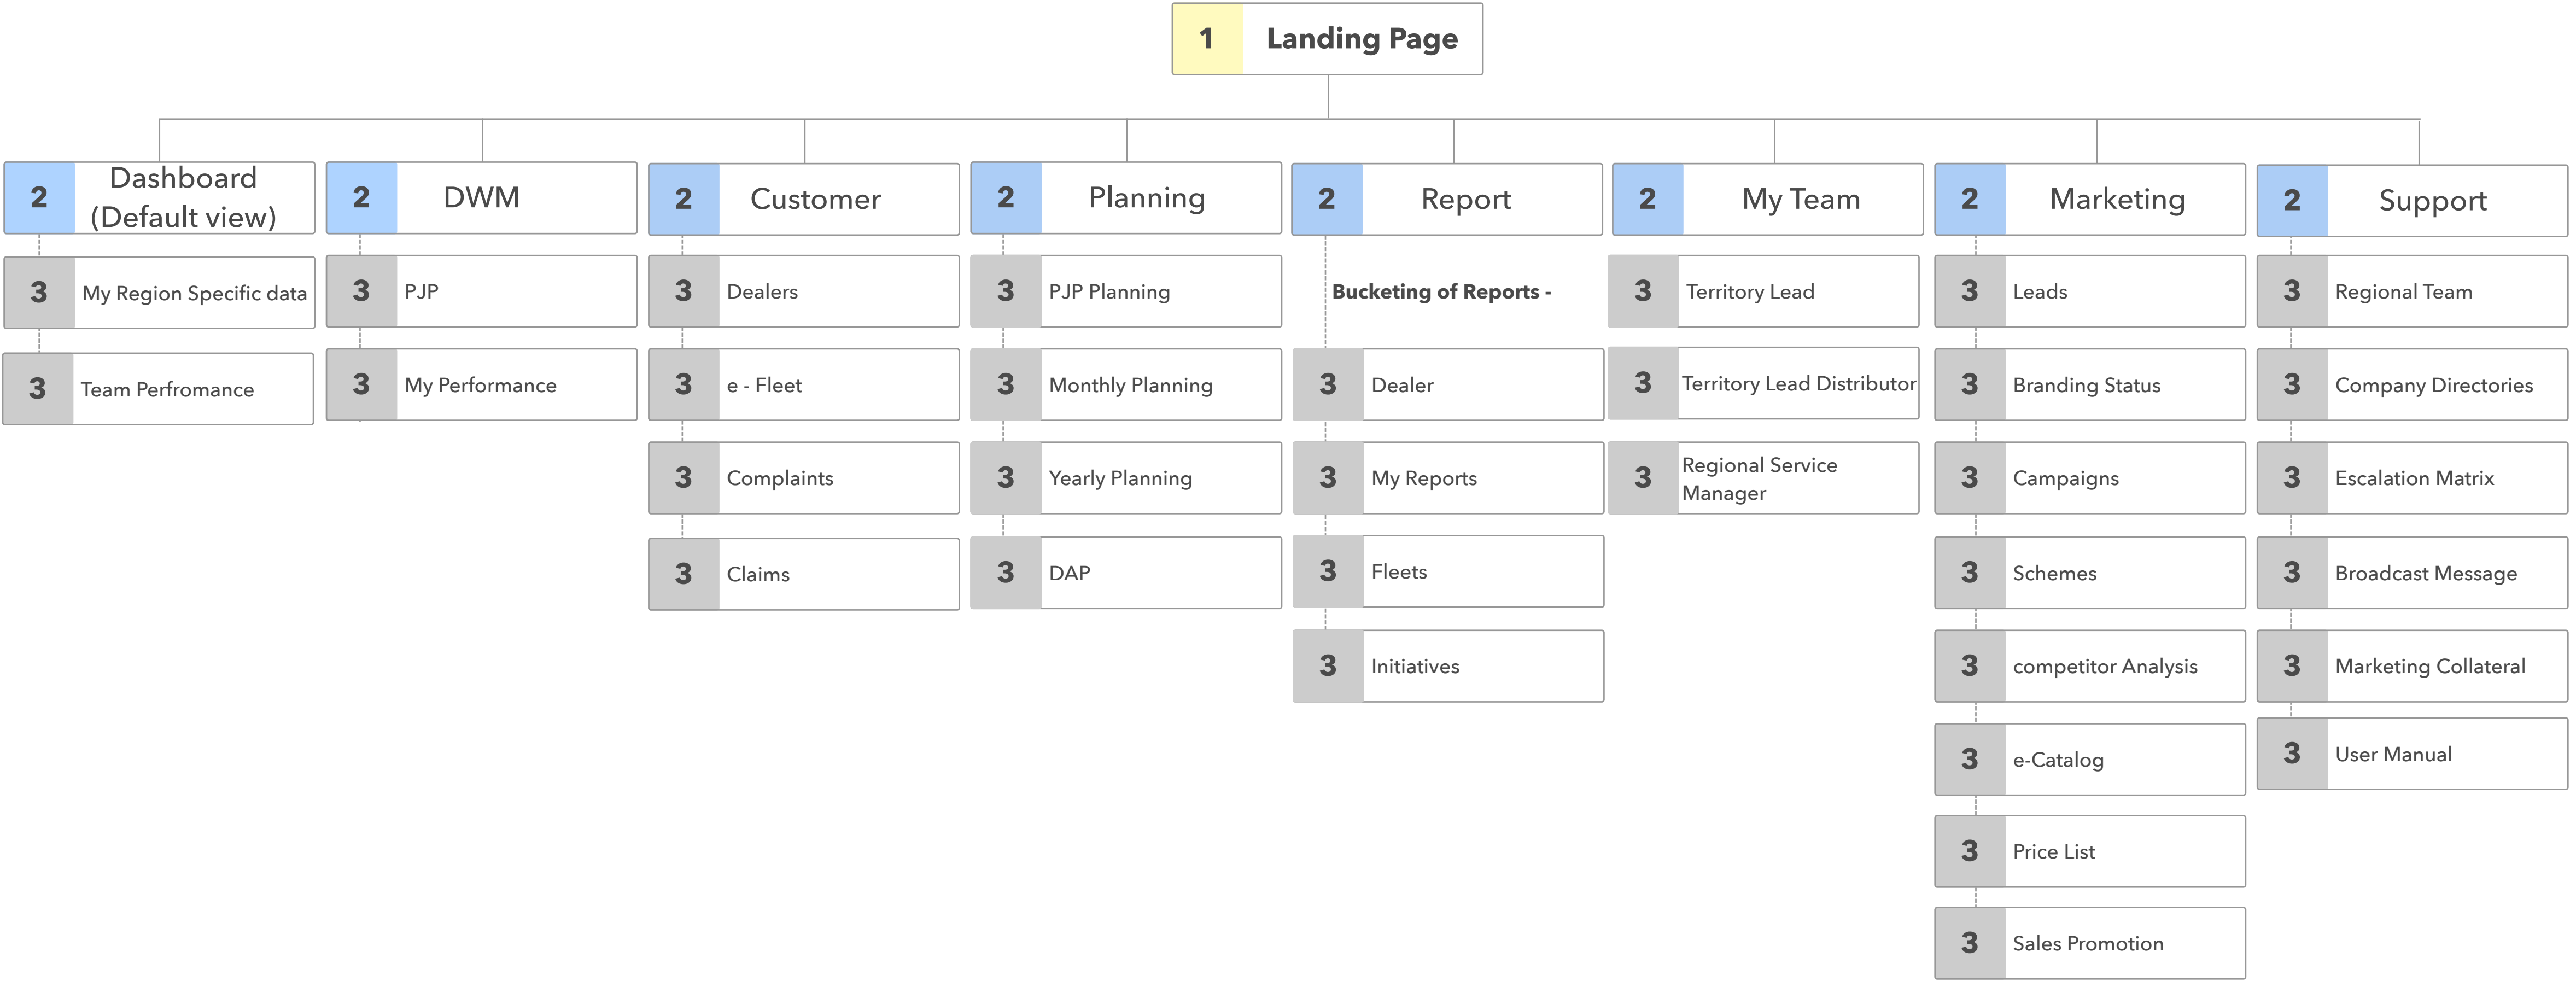 1 Landing Page
2 Dashboard
(Default view)
3 My Region Specific data
3 Team Perfromance
2 DWM
3 PJP
3 My Performance
2 Customer
3 Dealers
3 e - Fleet
3 Complaints
3 Claims
2 Planning
3 PJP Planning
3 Monthly Planning
3 Yearly Planning
3 DAP
2 Report
Bucketing of Reports -
3 Dealer
3 My Reports
3 Fleets
3 Initiatives
2 My Team
3 Territory Lead
3 Territory Lead Distributor
3 Regional Service
Manager
2 Marketing
3 Leads
3 Branding Status
3 Campaigns
3 Schemes
3 competitor Analysis
3 e-Catalog
3 Price List
3 Sales Promotion
2 Support
3 Regional Team
3 Company Directories
3 Escalation Matrix
3 Broadcast Message
3 Marketing Collateral
3 User Manual